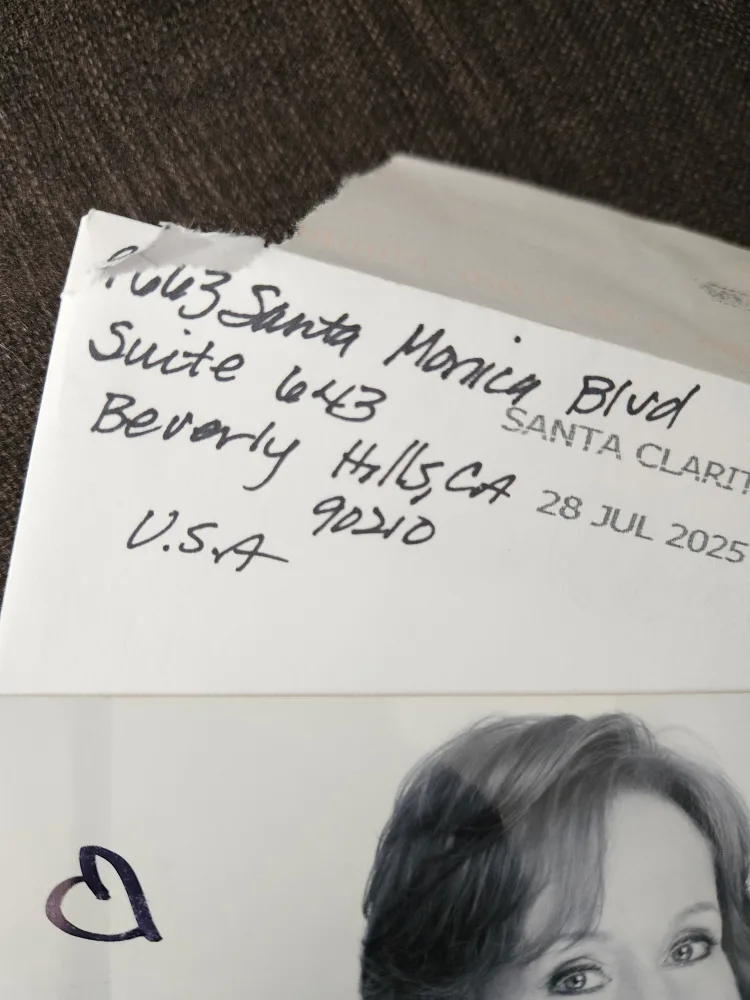 9663 Santa Monica Blvd
Suite 643
SANTA CLARIT
Beverly Hills, CA
28 JUL 2025
90210
U.S.A